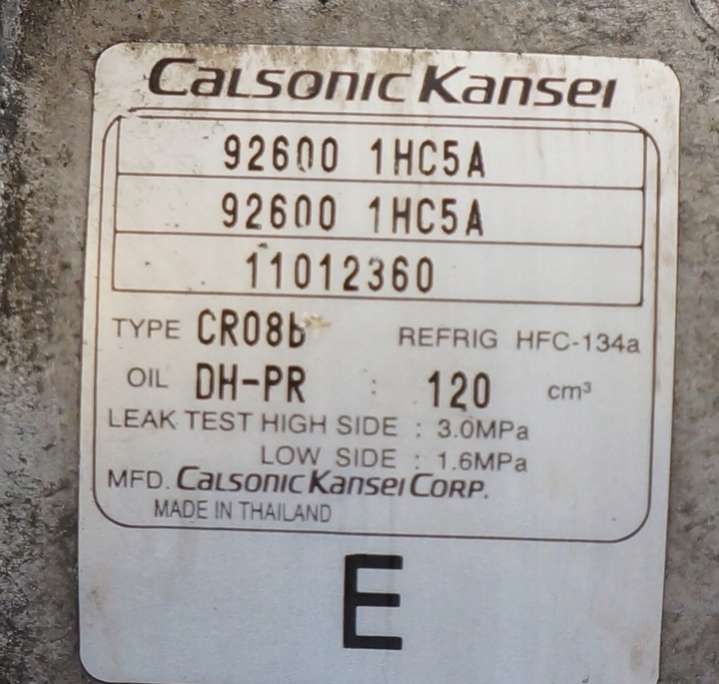 CALSONIC KANSEI
92600 1HC5A
92600 1HC5A
11012360
TYPE CR08b REFRIG HFC-134a
OIL DH-PR : 120 cm³
LEAK TEST HIGH SIDE : 3.0MPa
LOW SIDE : 1.6MPa
MFD. CALSONIC KANSEI CORP.
MADE IN THAILAND
E